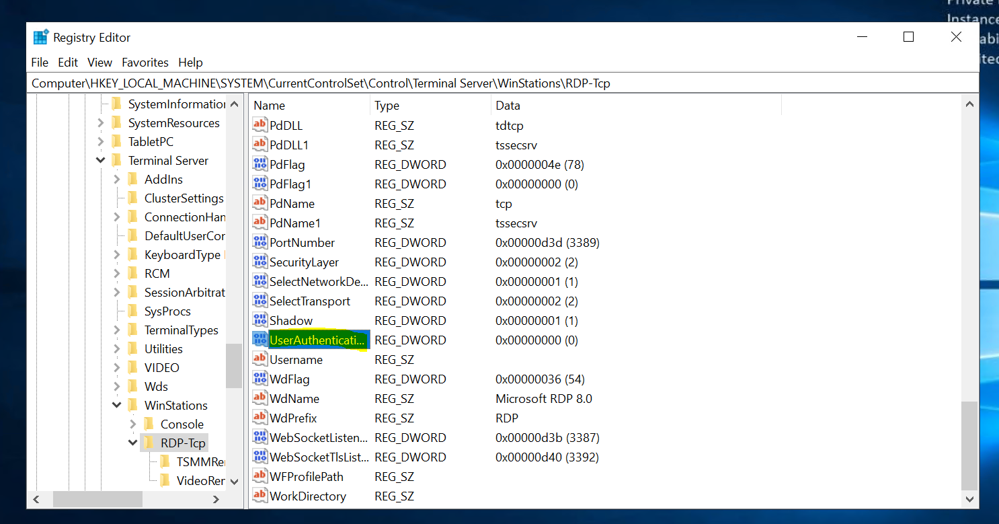 Instance
Registry Editor
File Edit View Favorites Help
Computer\HKEY_LOCAL_MACHINE\SYSTEM\CurrentControlSet\Control\Terminal Server\WinStations\RDP-Tcp
SystemInformation
SystemResources
TabletPC
Terminal Server
AddIns
ClusterSettings
ConnectionHan
DefaultUserCor
KeyboardType
RCM
SessionArbitrat
SysProcs
TerminalTypes
Utilities
VIDEO
Wds
WinStations
Console
RDP-Tcp
TSMMRe
VideoRer
Name Type Data
PdDLL REG_SZ tdtcp
PdDLL1 REG_SZ tssecsrv
PdFlag REG_DWORD 0x0000004e (78)
PdFlag1 REG_DWORD 0x00000000 (0)
PdName REG_SZ tcp
PdName1 REG_SZ tssecsrv
PortNumber REG_DWORD 0x00000d3d (3389)
SecurityLayer REG_DWORD 0x00000002 (2)
SelectNetworkDe... REG_DWORD 0x00000001 (1)
SelectTransport REG_DWORD 0x00000002 (2)
Shadow REG_DWORD 0x00000001 (1)
UserAuthenticati... REG_DWORD 0x00000000 (0)
Username REG_SZ
WdFlag REG_DWORD 0x00000036 (54)
WdName REG_SZ Microsoft RDP 8.0
WdPrefix REG_SZ RDP
WebSocketListen... REG_DWORD 0x00000d3b (3387)
WebSocketTlsList... REG_DWORD 0x00000d40 (3392)
WFProfilePath REG_SZ
WorkDirectory REG_SZ